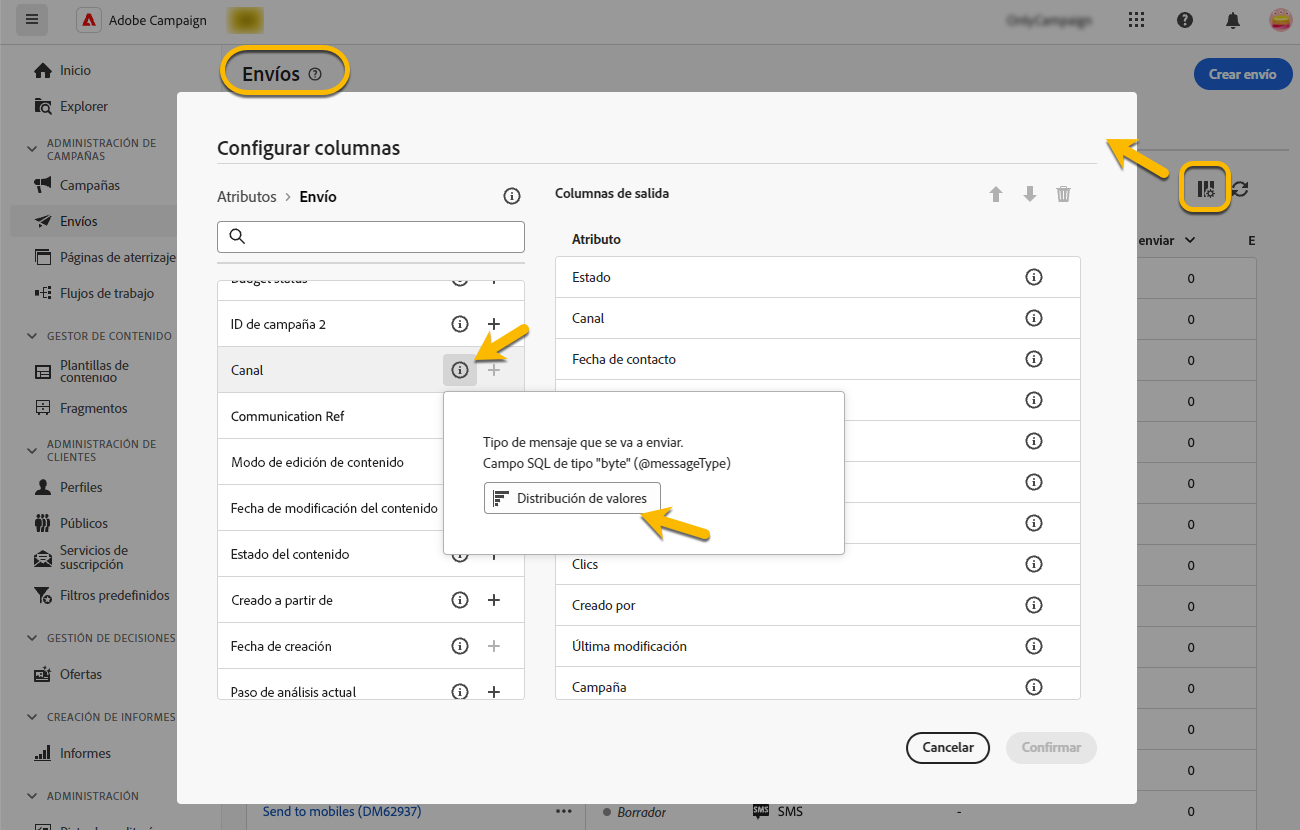 Adobe Campaign
Inicio
Explorer
ADMINISTRACIÓN DE
CAMPAÑAS
Campañas
Envíos
Páginas de aterrizaje
Flujos de trabajo
GESTOR DE CONTENIDO
Plantillas de
contenido
Fragmentos
ADMINISTRACIÓN DE
CLIENTES
Perfiles
Públicos
Servicios de
suscripción
Filtros predefinidos
GESTIÓN DE DECISIONES
Ofertas
CREACIÓN DE INFORMES
Informes
ADMINISTRACIÓN
Envíos
Crear envío
enviar
E
0
0
0
0
0
0
0
0
0
0
0
0
0
Configurar columnas
Atributos > Envío
Budget status
ID de campaña 2
Canal
Communication Ref
Modo de edición de contenido
Fecha de modificación del contenido
Estado del contenido
Creado a partir de
Fecha de creación
Paso de análisis actual
Tipo de mensaje que se va a enviar.
Campo SQL de tipo "byte" (@messageType)
Distribución de valores
Columnas de salida
Atributo
Estado
Canal
Fecha de contacto
Clics
Creado por
Última modificación
Campaña
Cancelar
Confirmar
Send to mobiles (DM62937)
Borrador
SMS
SMS
-
0